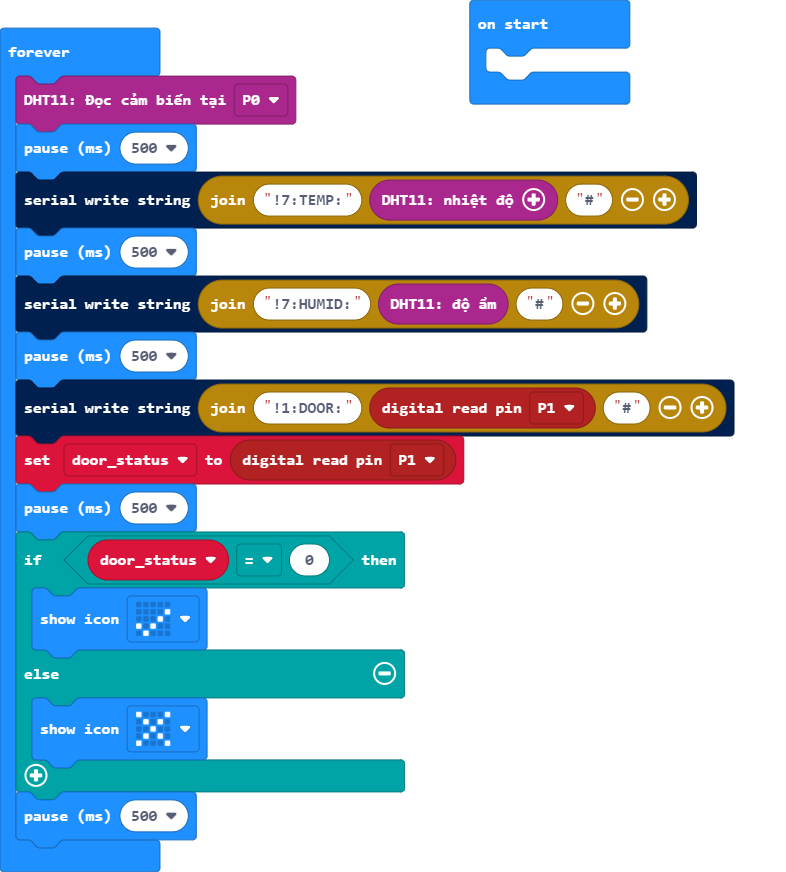 on start
forever
DHT11: Đọc cảm biến tại P0
pause (ms) 500
serial write string join "!7:TEMP:" DHT11: nhiệt độ "#"
pause (ms) 500
serial write string join "!7:HUMID:" DHT11: độ ẩm "#"
pause (ms) 500
serial write string join "!1:DOOR:" digital read pin P1 "#"
set door_status to digital read pin P1
pause (ms) 500
if door_status = 0 then
show icon
else
show icon
pause (ms) 500